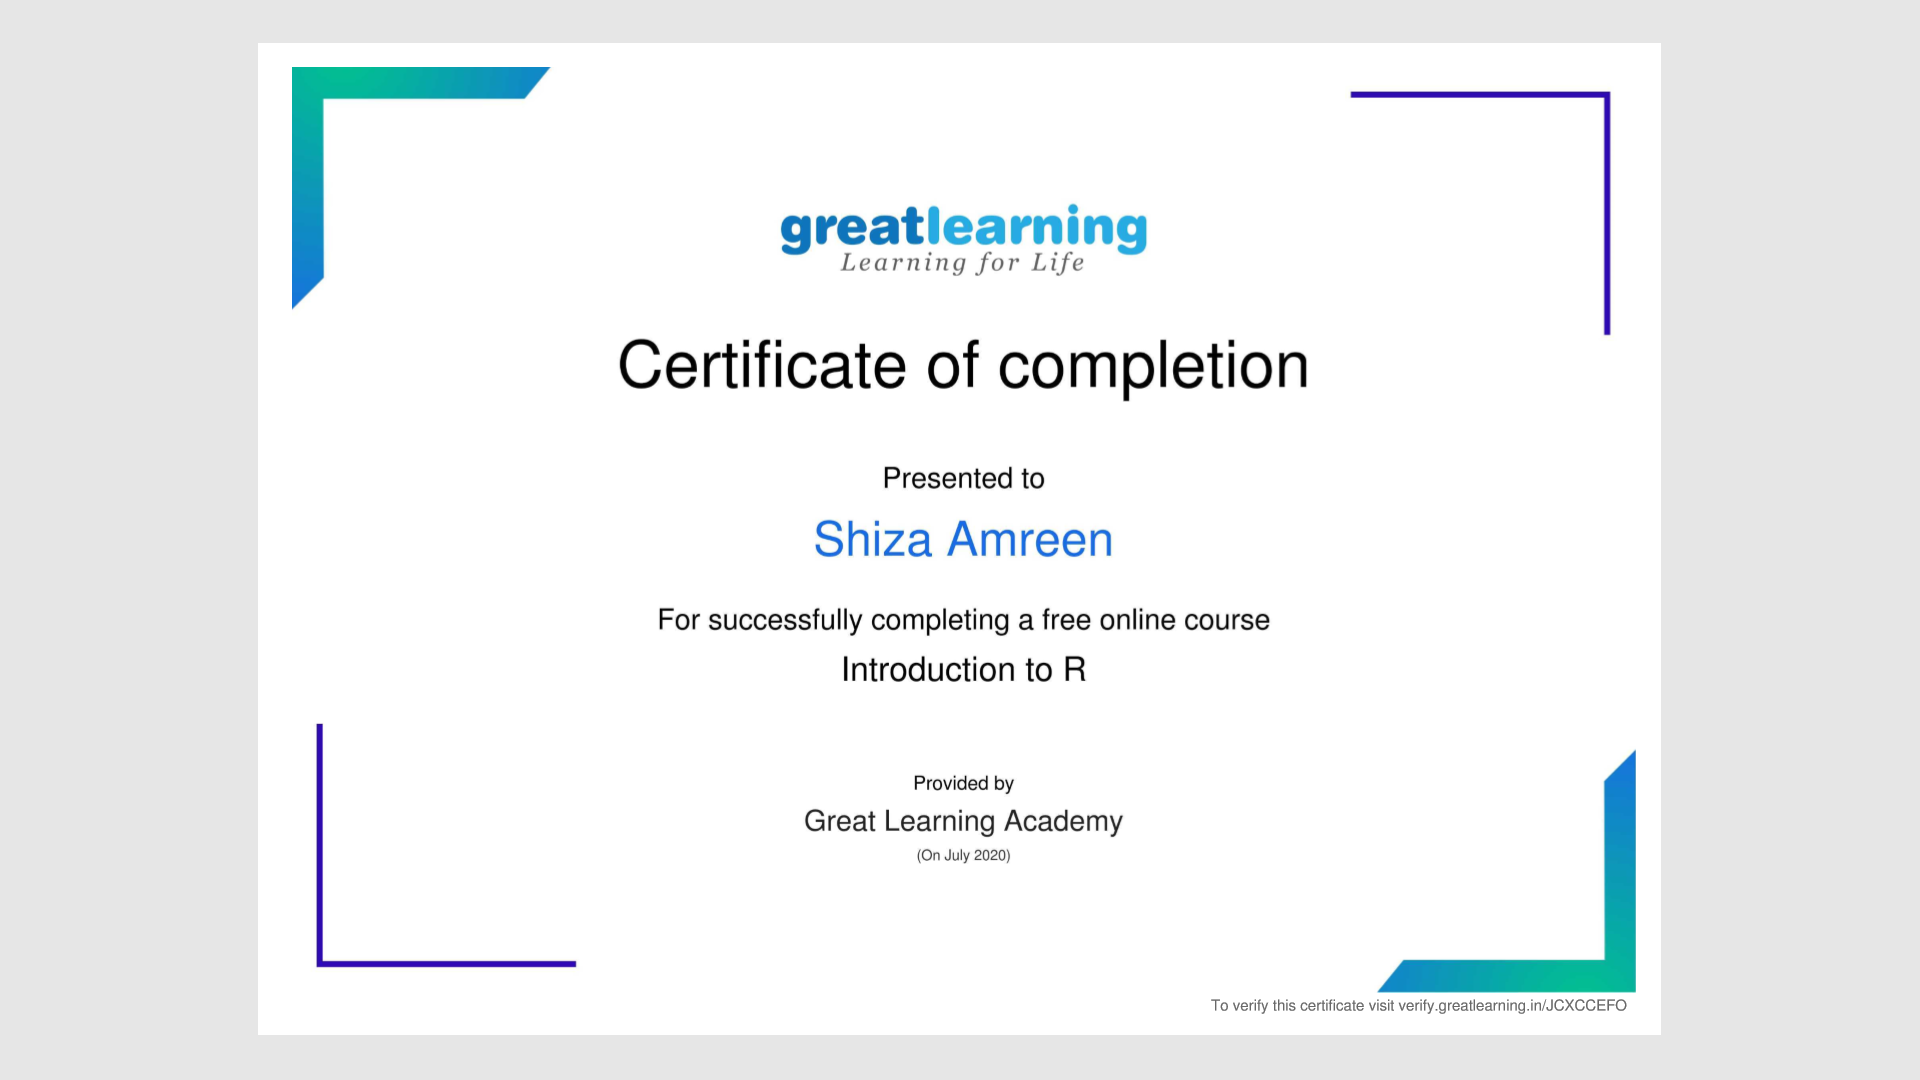 greatlearning
Learning for Life
Certificate of completion
Presented to
Shiza Amreen
For successfully completing a free online course
Introduction to R
Provided by
Great Learning Academy
(On July 2020)
To verify this certificate visit verify.greatlearning.in/JCXCCEFO